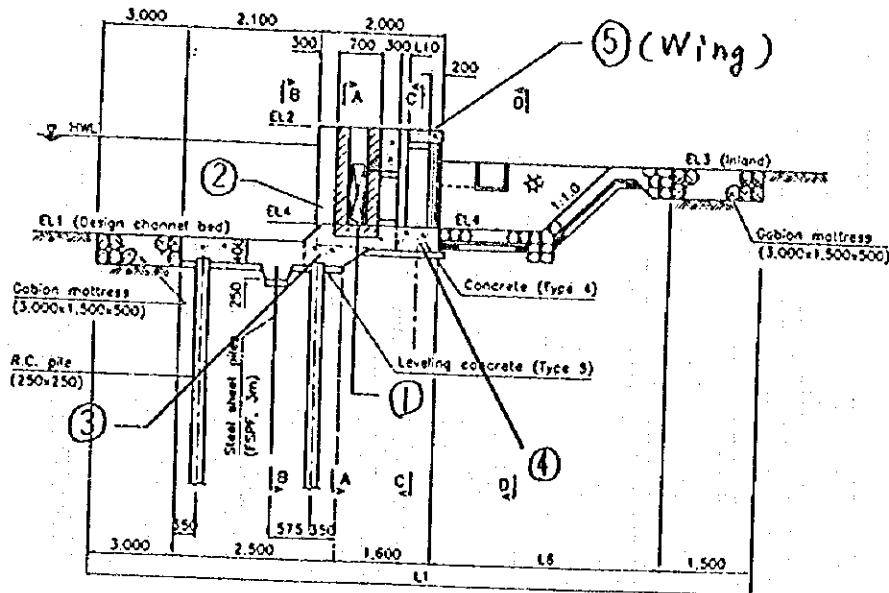 3.000 2.100 2.000
300 700 300 L10
200
⑤ (Wing)
B A C D
EL2
HWL
②
EL3 (Inland)
1:1.0
EL4 EL4
EL1 (Design channel bed)
400
250
Gabion mattress
(3.000x1.500x500)
Gabion mattress
(3.000x1.500x500)
Concrete (Type 4)
R.C. pile
(250x250)
Leveling concrete (Type 3)
①
③
Steel sheet piles
(FSPF, 3m)
④
B A C D
350 575 350
3.000 2.500 1.600 1.500
L1